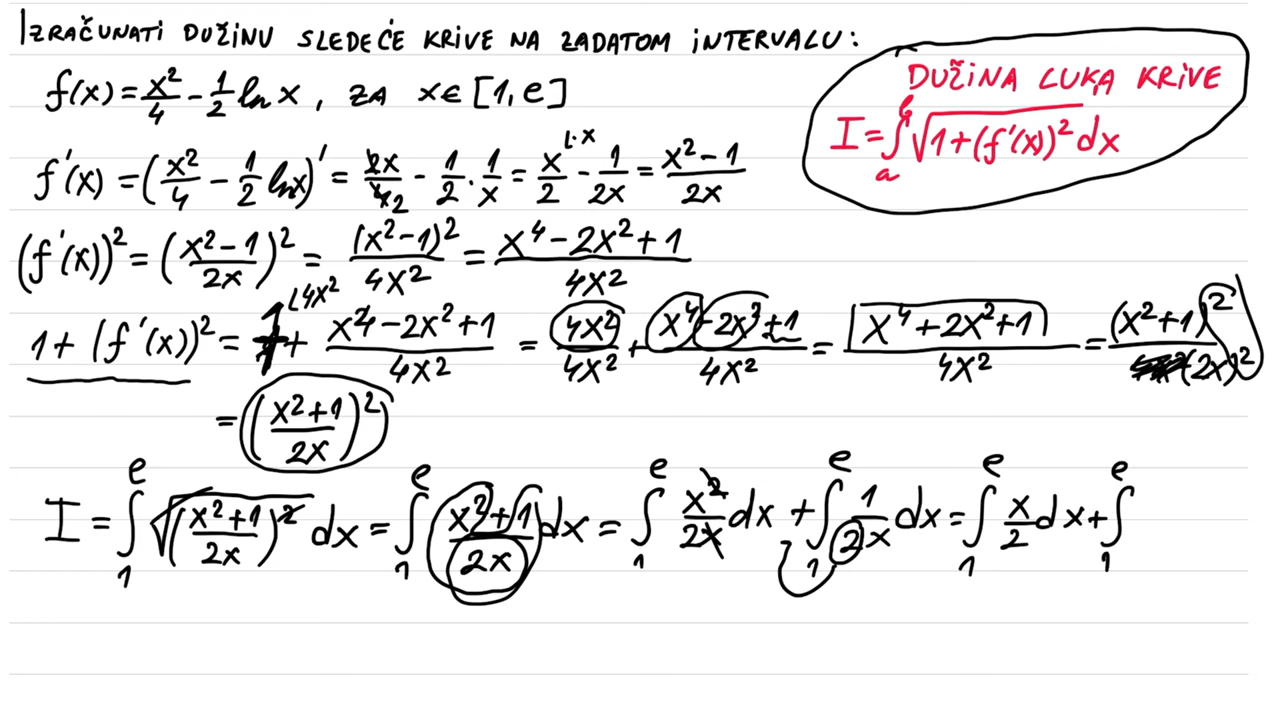 IZRAČUNATI DUŽINU SLEDEĆE KRIVE NA ZADATOM INTERVALU:
DUŽINA LUKA KRIVE
I = ∫_a^b √(1+(f'(x))²) dx
f(x) = x²/4 - 1/2 ln x, ZA x ∈ [1, e]
f'(x) = (x²/4 - 1/2 ln x)' = 2x/4 2 - 1/2 · 1/x = x/2 |·x - 1/2x = x²-1/2x
(f'(x))² = (x²-1/2x)² = (x²-1)²/4x² = x⁴-2x²+1/4x²
1 + (f'(x))² = 1 |4x² + x⁴-2x²+1/4x² = 4x²/4x² + x⁴-2x²+1/4x² = x⁴+2x²+1/4x² = (x²+1)²/(2x)²
= (x²+1/2x)²
I = ∫_1^e √((x²+1/2x)²) dx = ∫_1^e x²+1/2x dx = ∫_1^e x²/2x dx + ∫_1^e 1/2x dx = ∫_1^e x/2 dx + ∫_1^e